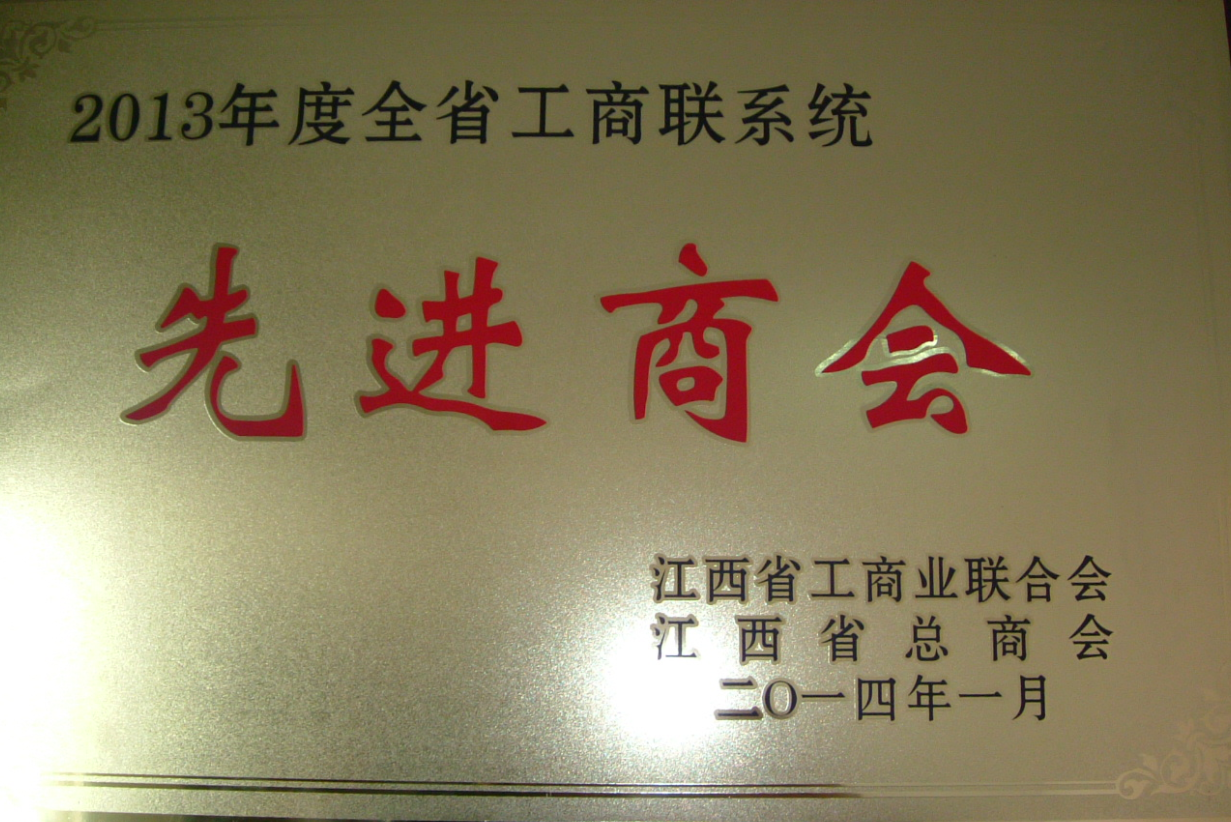 2013年度全省工商联系统
先进商会
江西省工商业联合会
江西省总商会
二O一四年一月